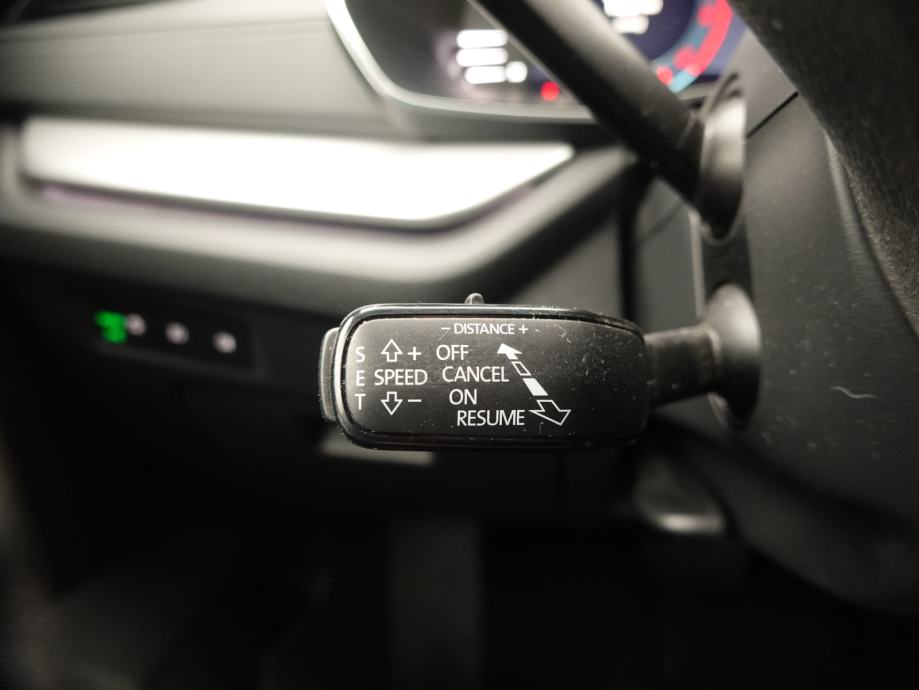 - DISTANCE +
S + OFF
E SPEED CANCEL
T - ON
RESUME